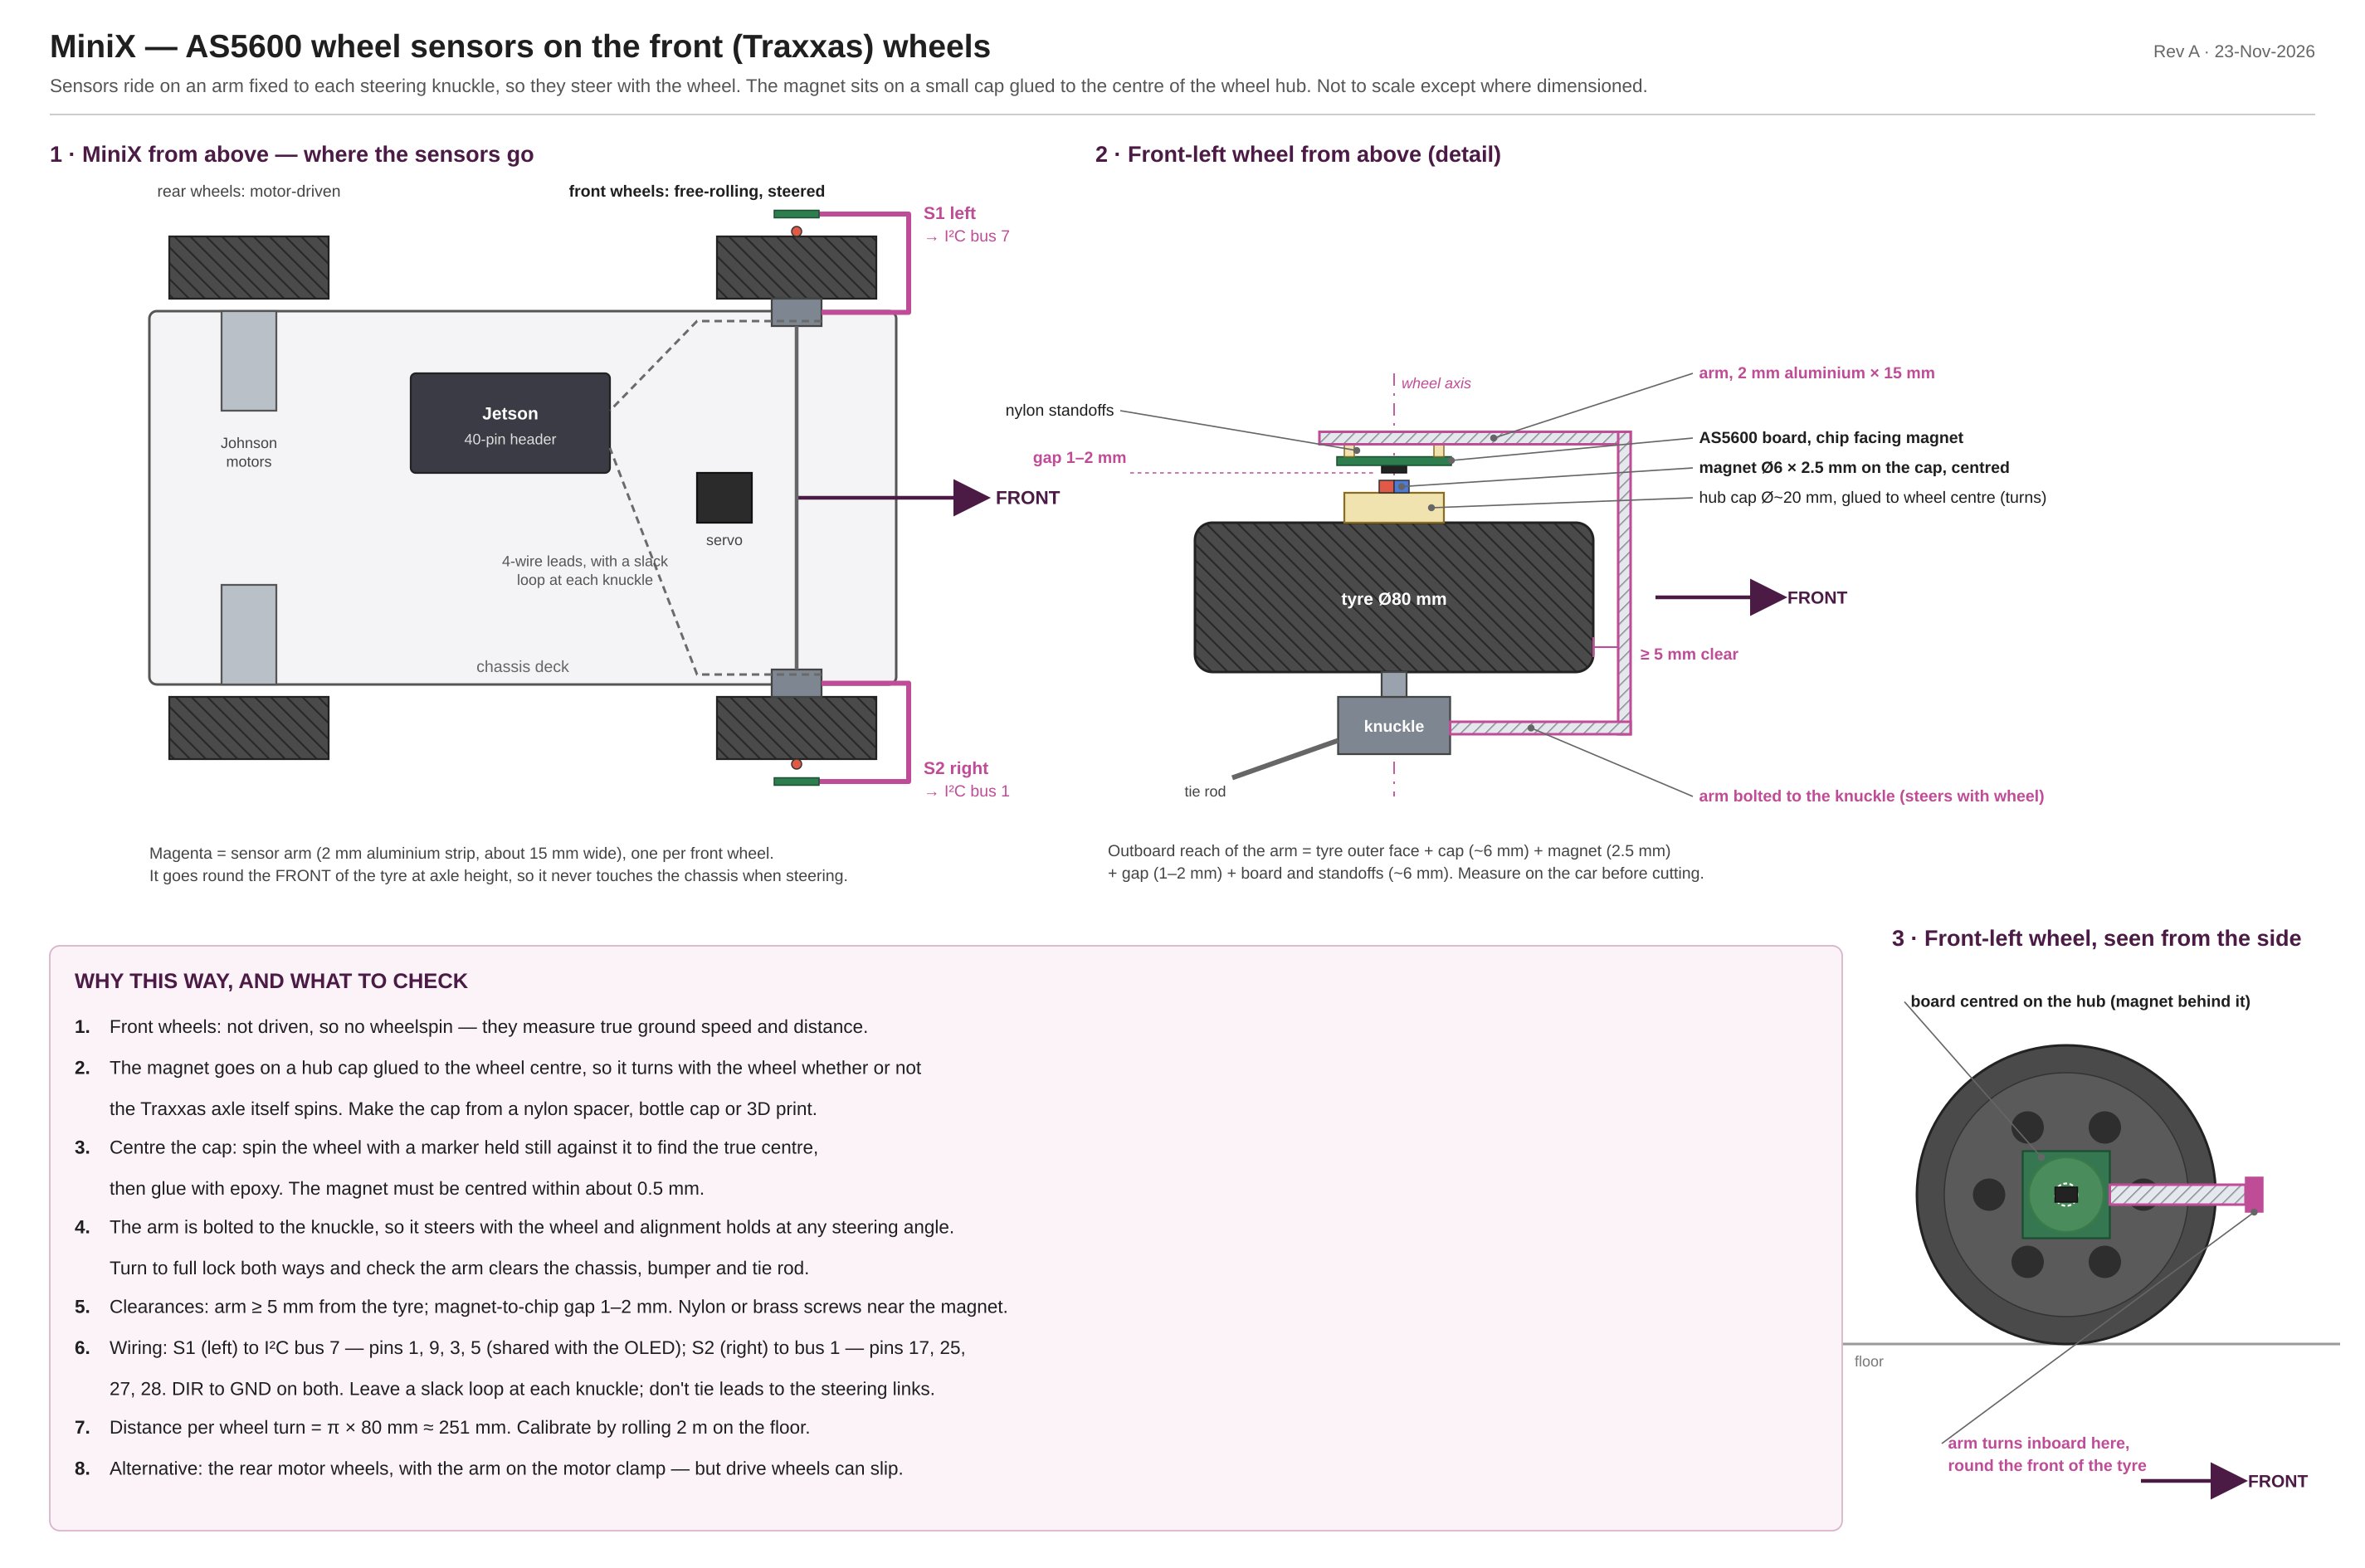 MiniX — AS5600 wheel sensors on the front (Traxxas) wheels
Rev A · 23-Nov-2026
Sensors ride on an arm fixed to each steering knuckle, so they steer with the wheel. The magnet sits on a small cap glued to the centre of the wheel hub. Not to scale except where dimensioned.
1 · MiniX from above — where the sensors go
rear wheels: motor-driven
front wheels: free-rolling, steered
S1 left
→ I²C bus 7
Jetson
40-pin header
Johnson
motors
servo
FRONT
4-wire leads, with a slack
loop at each knuckle
chassis deck
S2 right
→ I²C bus 1
Magenta = sensor arm (2 mm aluminium strip, about 15 mm wide), one per front wheel.
It goes round the FRONT of the tyre at axle height, so it never touches the chassis when steering.
2 · Front-left wheel from above (detail)
wheel axis
arm, 2 mm aluminium × 15 mm
nylon standoffs
AS5600 board, chip facing magnet
gap 1–2 mm
magnet Ø6 × 2.5 mm on the cap, centred
hub cap Ø~20 mm, glued to wheel centre (turns)
tyre Ø80 mm
FRONT
≥ 5 mm clear
knuckle
tie rod
arm bolted to the knuckle (steers with wheel)
Outboard reach of the arm = tyre outer face + cap (~6 mm) + magnet (2.5 mm)
+ gap (1–2 mm) + board and standoffs (~6 mm). Measure on the car before cutting.
WHY THIS WAY, AND WHAT TO CHECK
1. Front wheels: not driven, so no wheelspin — they measure true ground speed and distance.
2. The magnet goes on a hub cap glued to the wheel centre, so it turns with the wheel whether or not
the Traxxas axle itself spins. Make the cap from a nylon spacer, bottle cap or 3D print.
3. Centre the cap: spin the wheel with a marker held still against it to find the true centre,
then glue with epoxy. The magnet must be centred within about 0.5 mm.
4. The arm is bolted to the knuckle, so it steers with the wheel and alignment holds at any steering angle.
Turn to full lock both ways and check the arm clears the chassis, bumper and tie rod.
5. Clearances: arm ≥ 5 mm from the tyre; magnet-to-chip gap 1–2 mm. Nylon or brass screws near the magnet.
6. Wiring: S1 (left) to I²C bus 7 — pins 1, 9, 3, 5 (shared with the OLED); S2 (right) to bus 1 — pins 17, 25,
27, 28. DIR to GND on both. Leave a slack loop at each knuckle; don't tie leads to the steering links.
7. Distance per wheel turn = π × 80 mm ≈ 251 mm. Calibrate by rolling 2 m on the floor.
8. Alternative: the rear motor wheels, with the arm on the motor clamp — but drive wheels can slip.
3 · Front-left wheel, seen from the side
board centred on the hub (magnet behind it)
floor
arm turns inboard here,
round the front of the tyre
FRONT